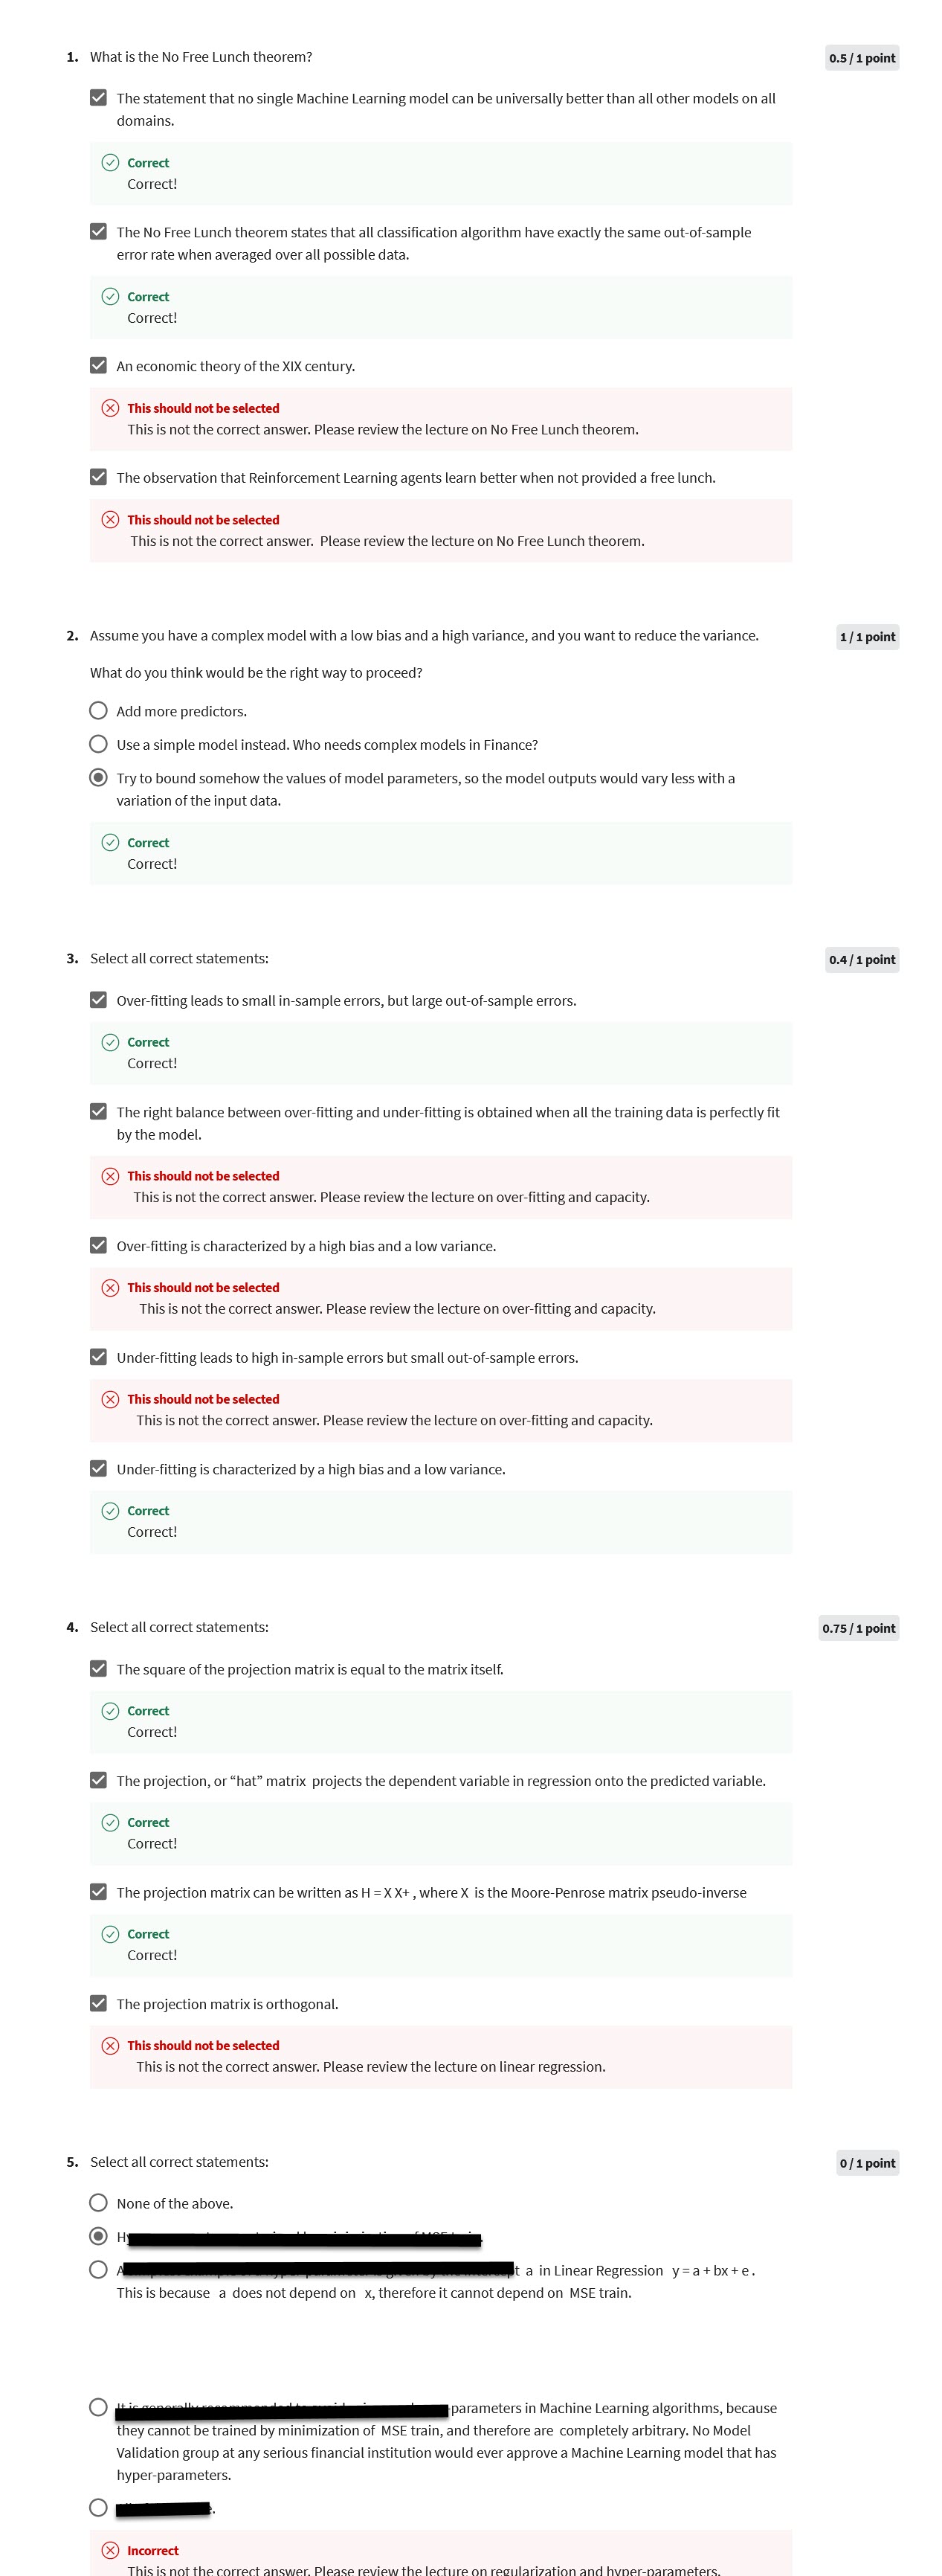 1. What is the No Free Lunch theorem?
0.5 / 1 point
The statement that no single Machine Learning model can be universally better than all other models on all
domains.
Correct
Correct!
The No Free Lunch theorem states that all classification algorithm have exactly the same out-of-sample
error rate when averaged over all possible data.
Correct
Correct!
An economic theory of the XIX century.
This should not be selected
This is not the correct answer. Please review the lecture on No Free Lunch theorem.
The observation that Reinforcement Learning agents learn better when not provided a free lunch.
This should not be selected
This is not the correct answer. Please review the lecture on No Free Lunch theorem.
2. Assume you have a complex model with a low bias and a high variance, and you want to reduce the variance.
1 / 1 point
What do you think would be the right way to proceed?
Add more predictors.
Use a simple model instead. Who needs complex models in Finance?
Try to bound somehow the values of model parameters, so the model outputs would vary less with a
variation of the input data.
Correct
Correct!
3. Select all correct statements:
0.4 / 1 point
Over-fitting leads to small in-sample errors, but large out-of-sample errors.
Correct
Correct!
The right balance between over-fitting and under-fitting is obtained when all the training data is perfectly fit
by the model.
This should not be selected
This is not the correct answer. Please review the lecture on over-fitting and capacity.
Over-fitting is characterized by a high bias and a low variance.
This should not be selected
This is not the correct answer. Please review the lecture on over-fitting and capacity.
Under-fitting leads to high in-sample errors but small out-of-sample errors.
This should not be selected
This is not the correct answer. Please review the lecture on over-fitting and capacity.
Under-fitting is characterized by a high bias and a low variance.
Correct
Correct!
4. Select all correct statements:
0.75 / 1 point
The square of the projection matrix is equal to the matrix itself.
Correct
Correct!
The projection, or “hat” matrix projects the dependent variable in regression onto the predicted variable.
Correct
Correct!
The projection matrix can be written as H = X X+ , where X is the Moore-Penrose matrix pseudo-inverse
Correct
Correct!
The projection matrix is orthogonal.
This should not be selected
This is not the correct answer. Please review the lecture on linear regression.
5. Select all correct statements:
0 / 1 point
None of the above.
a in Linear Regression y = a + bx + e .
This is because a does not depend on x, therefore it cannot depend on MSE train.
-parameters in Machine Learning algorithms, because
they cannot be trained by minimization of MSE train, and therefore are completely arbitrary. No Model
Validation group at any serious financial institution would ever approve a Machine Learning model that has
hyper-parameters.
Incorrect
This is not the correct answer. Please review the lecture on regularization and hyper-parameters.